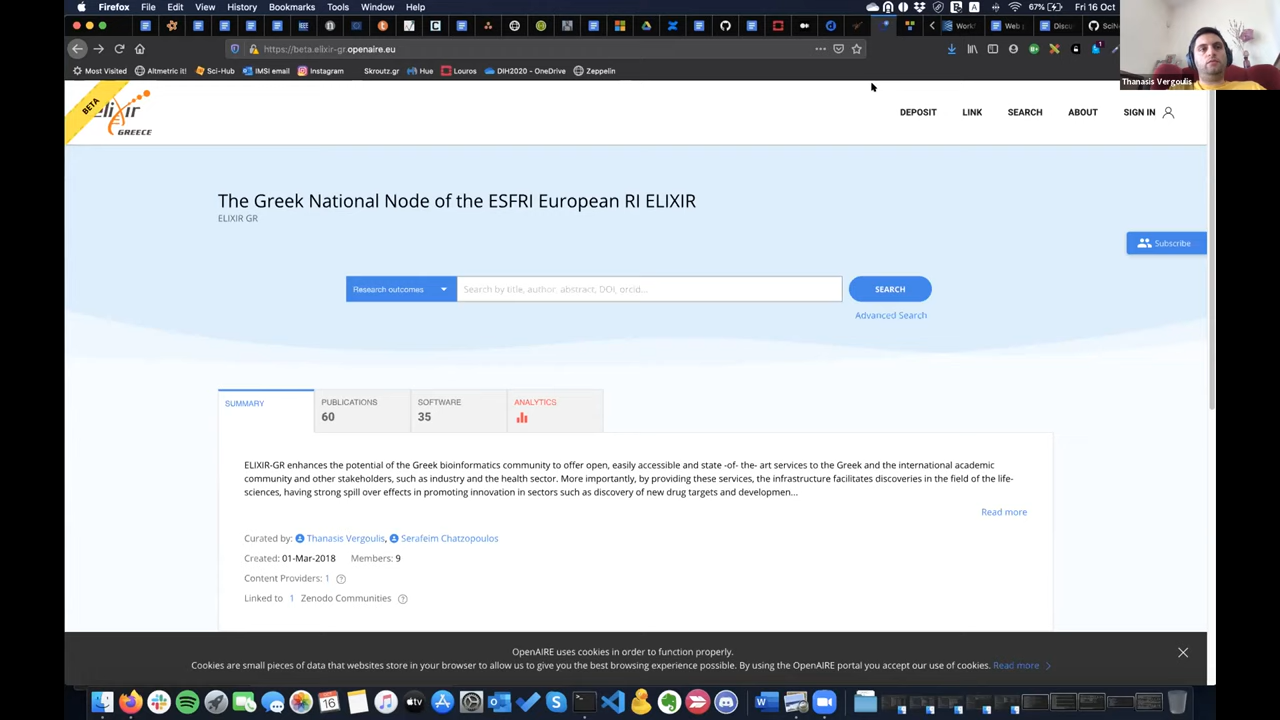 Firefox File Edit View History Bookmarks Tools Window Help
Fri 16 Oct
https://beta.elixir-gr.openaire.eu
Most Visited Altmetric it! Sci-Hub IMSI email Instagram Skroutz.gr Hue Louros DIH2020 - OneDrive Zeppelin
Thanasis Vergoulis
BETA
elixir
GREECE
DEPOSIT LINK SEARCH ABOUT SIGN IN
The Greek National Node of the ESFRI European RI ELIXIR
ELIXIR GR
Subscribe
Research outcomes Search by title, author, abstract, DOI, orcid... SEARCH
Advanced Search
SUMMARY PUBLICATIONS SOFTWARE ANALYTICS
60 35
ELIXIR-GR enhances the potential of the Greek bioinformatics community to offer open, easily accessible and state -of- the- art services to the Greek and the international academic
community and other stakeholders, such as industry and the health sector. More importantly, by providing these services, the infrastructure facilitates discoveries in the field of the life-
sciences, having strong spill over effects in promoting innovation in sectors such as discovery of new drug targets and developmen...
Read more
Curated by: Thanasis Vergoulis, Serafeim Chatzopoulos
Created: 01-Mar-2018 Members: 9
Content Providers: 1
Linked to 1 Zenodo Communities
OpenAIRE uses cookies in order to function properly.
Cookies are small pieces of data that websites store in your browser to allow us to give you the best browsing experience possible. By using the OpenAIRE portal you accept our use of cookies. Read more